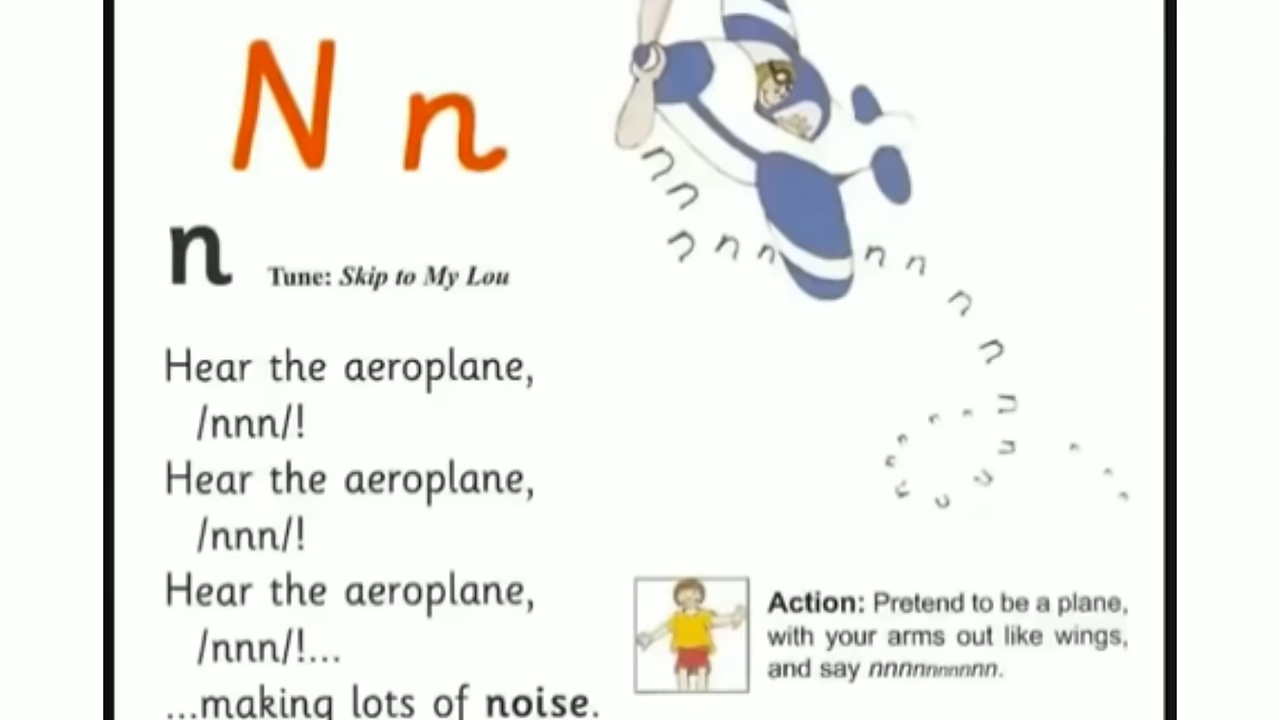 N n
n Tune: Skip to My Lou
Hear the aeroplane,
/nnn/!
Hear the aeroplane,
/nnn/!
Hear the aeroplane,
/nnn/!...
...making lots of noise.
n
n
n n n n n
n
n
n
n
Action: Pretend to be a plane,
with your arms out like wings,
and say nnnnnnnnnn.